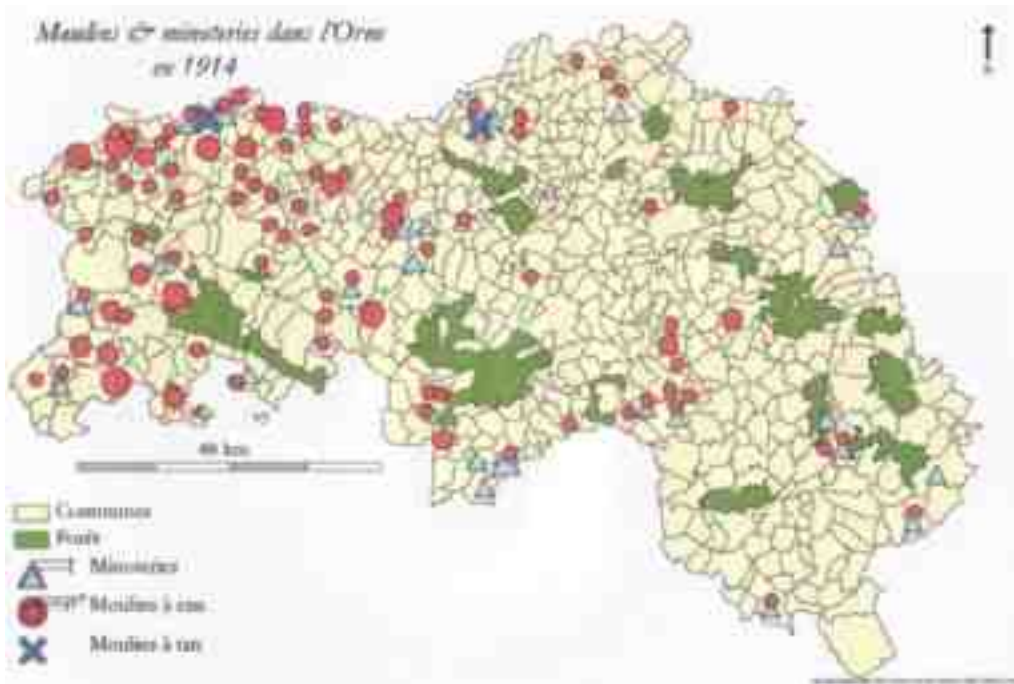 Moulins & minoteries dans l'Orne
en 1914
40 km
Communes
Forêt
Minoteries
Moulins à eau
Moulins à tan